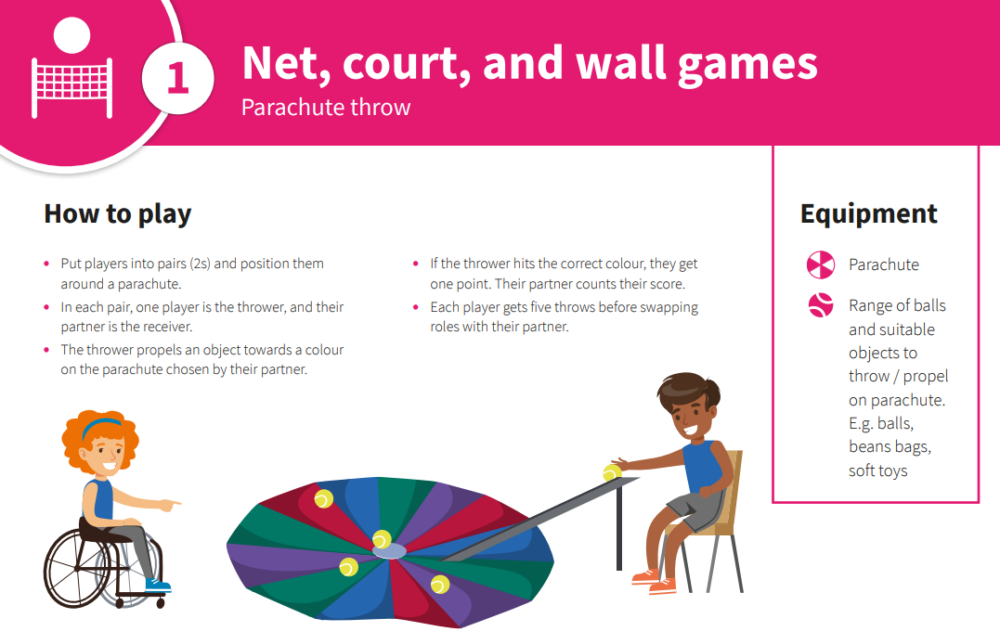 1
Net, court, and wall games
Parachute throw
How to play
• Put players into pairs (2s) and position them
around a parachute.
• In each pair, one player is the thrower, and their
partner is the receiver.
• The thrower propels an object towards a colour
on the parachute chosen by their partner.
• If the thrower hits the correct colour, they get
one point. Their partner counts their score.
• Each player gets five throws before swapping
roles with their partner.
Equipment
Parachute
Range of balls
and suitable
objects to
throw / propel
on parachute.
E.g. balls,
beans bags,
soft toys